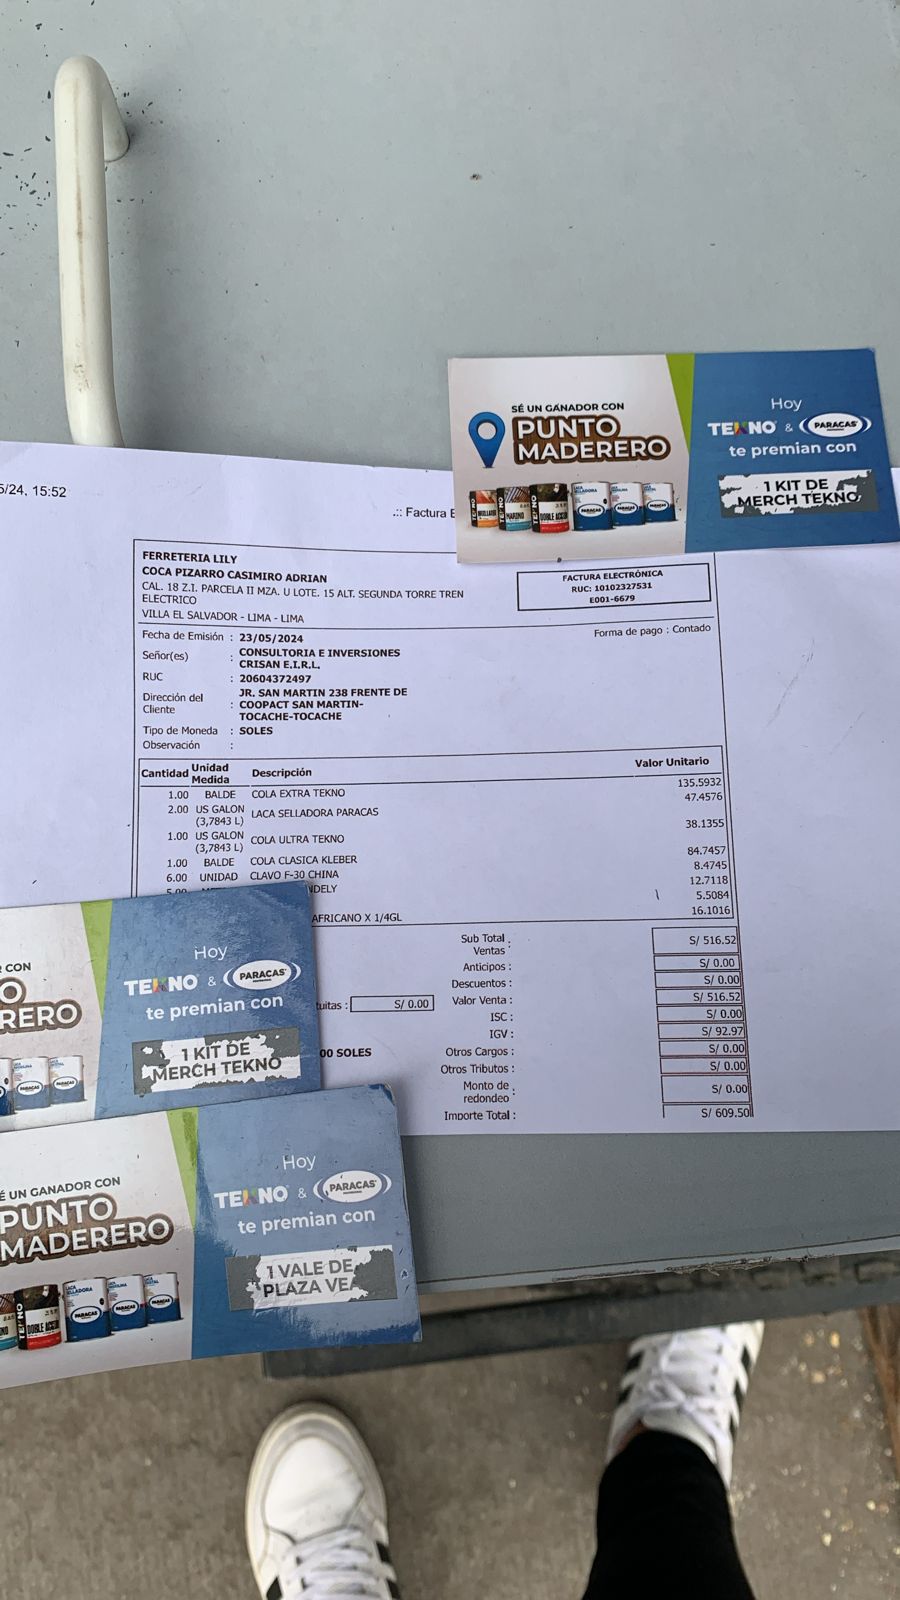 SÉ UN GANADOR CON
PUNTO
MADERERO
Hoy
TEKNO & PARACAS
te premian con
1 KIT DE
MERCH TEKNO
5/24, 15:52
.:: Factura E
FERRETERIA LILY
COCA PIZARRO CASIMIRO ADRIAN
CAL. 18 Z.I. PARCELA II MZA. U LOTE. 15 ALT. SEGUNDA TORRE TREN
ELECTRICO
VILLA EL SALVADOR - LIMA - LIMA
FACTURA ELECTRÓNICA
RUC: 10102327531
E001-6679
Fecha de Emisión : 23/05/2024
Forma de pago : Contado
Señor(es) : CONSULTORIA E INVERSIONES
CRISAN E.I.R.L.
RUC : 20604372497
Dirección del
Cliente : JR. SAN MARTIN 238 FRENTE DE
COOPACT SAN MARTIN-
TOCACHE-TOCACHE
Tipo de Moneda : SOLES
Observación :
Cantidad Unidad Medida Descripción Valor Unitario
1.00 BALDE COLA EXTRA TEKNO 135.5932
2.00 US GALON (3,7843 L) LACA SELLADORA PARACAS 47.4576
1.00 US GALON (3,7843 L) COLA ULTRA TEKNO 38.1355
1.00 BALDE COLA CLASICA KLEBER 84.7457
6.00 UNIDAD CLAVO F-30 CHINA 8.4745
5.00 NDELY 12.7118
5.5084
AFRICANO X 1/4GL 16.1016
Sub Total Ventas : S/ 516.52
Anticipos : S/ 0.00
Descuentos : S/ 0.00
tuitas : S/ 0.00
Valor Venta : S/ 516.52
ISC : S/ 0.00
IGV : S/ 92.97
00 SOLES
Otros Cargos : S/ 0.00
Otros Tributos : S/ 0.00
Monto de redondeo : S/ 0.00
Importe Total : S/ 609.50
CON
O
RERO
PARACAS
Hoy
TEKNO & PARACAS
te premian con
1 KIT DE
MERCH TEKNO
É UN GANADOR CON
PUNTO
MADERERO
Hoy
TEKNO & PARACAS
te premian con
1 VALE DE
PLAZA VEA
TEKNO
DOBLE ACCIÓN
PARACAS
PARACAS
PARACAS